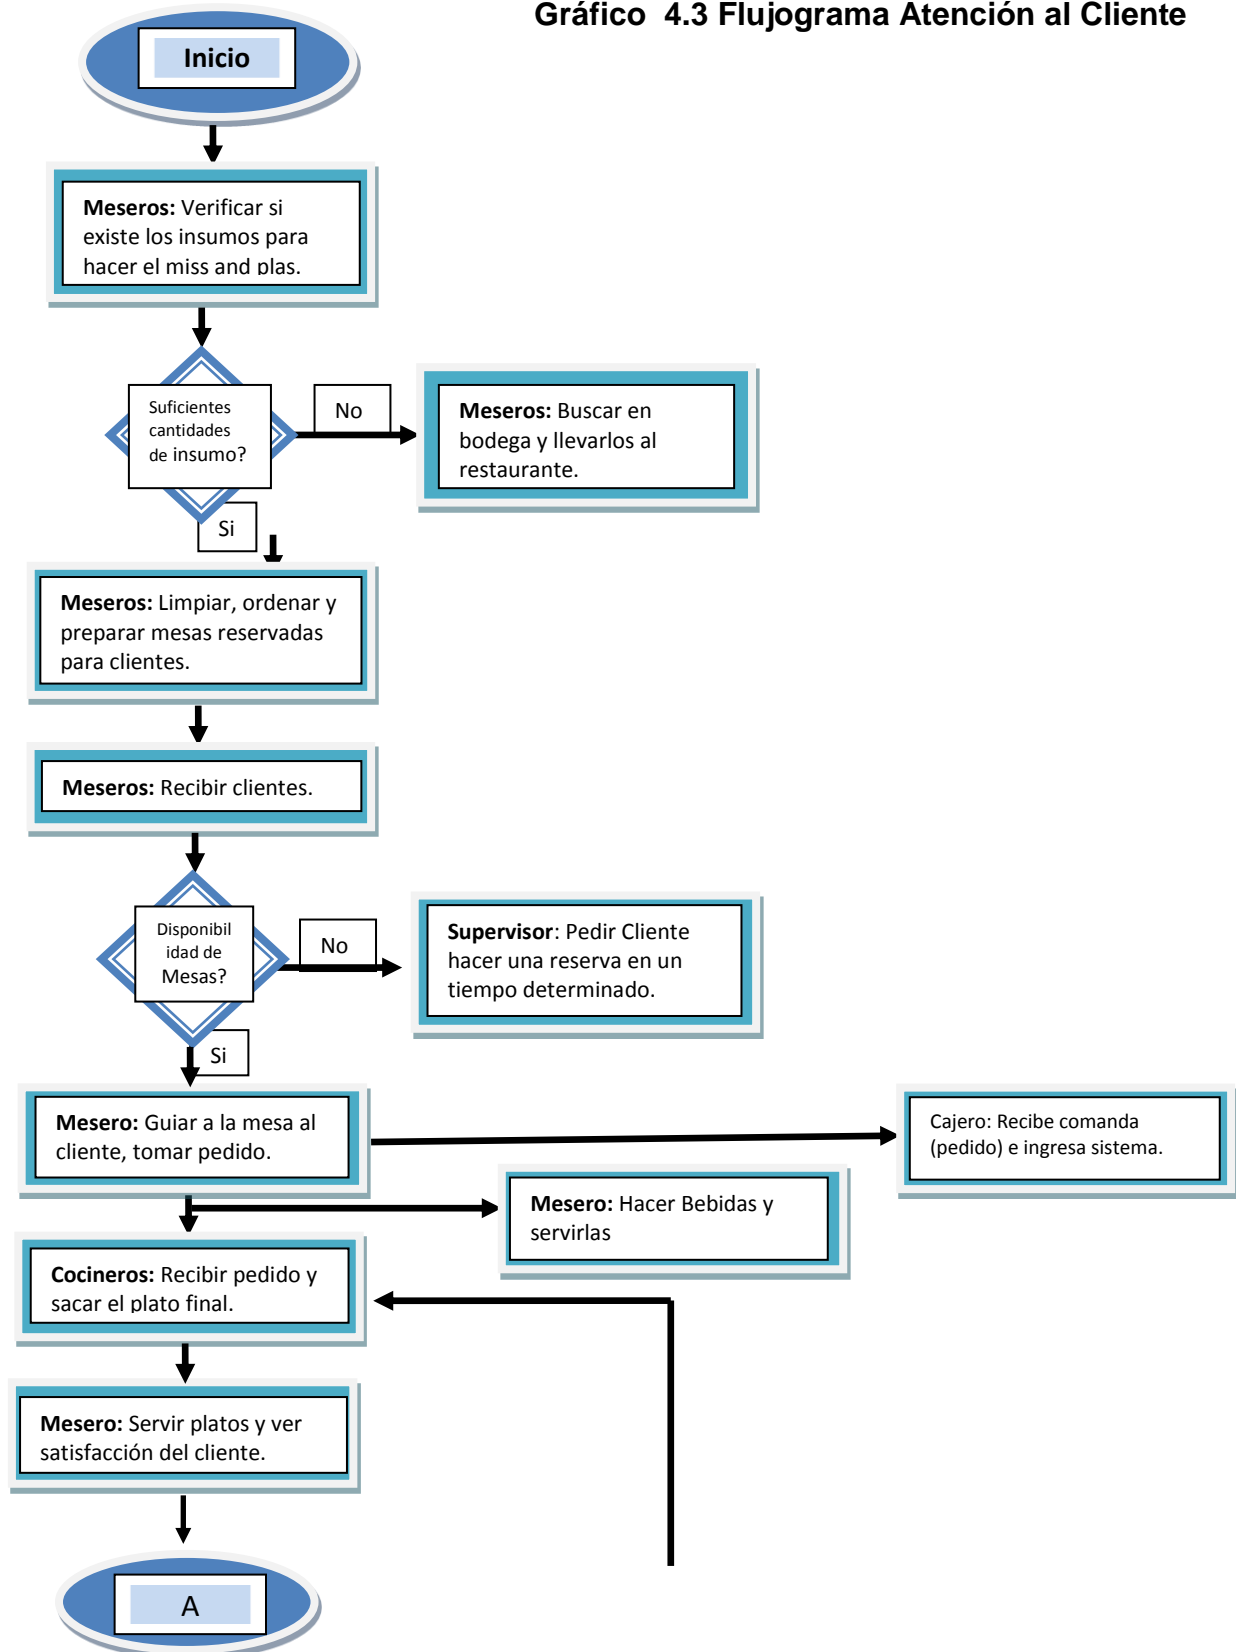 Gráfico 4.3 Flujograma Atención al Cliente
Inicio
Meseros: Verificar si
existe los insumos para
hacer el miss and plas.
Suficientes
cantidades
de insumo?
No
Meseros: Buscar en
bodega y llevarlos al
restaurante.
Si
Meseros: Limpiar, ordenar y
preparar mesas reservadas
para clientes.
Meseros: Recibir clientes.
Disponibil
idad de
Mesas?
No
Supervisor: Pedir Cliente
hacer una reserva en un
tiempo determinado.
Si
Mesero: Guiar a la mesa al
cliente, tomar pedido.
Cajero: Recibe comanda
(pedido) e ingresa sistema.
Mesero: Hacer Bebidas y
servirlas
Cocineros: Recibir pedido y
sacar el plato final.
Mesero: Servir platos y ver
satisfacción del cliente.
A